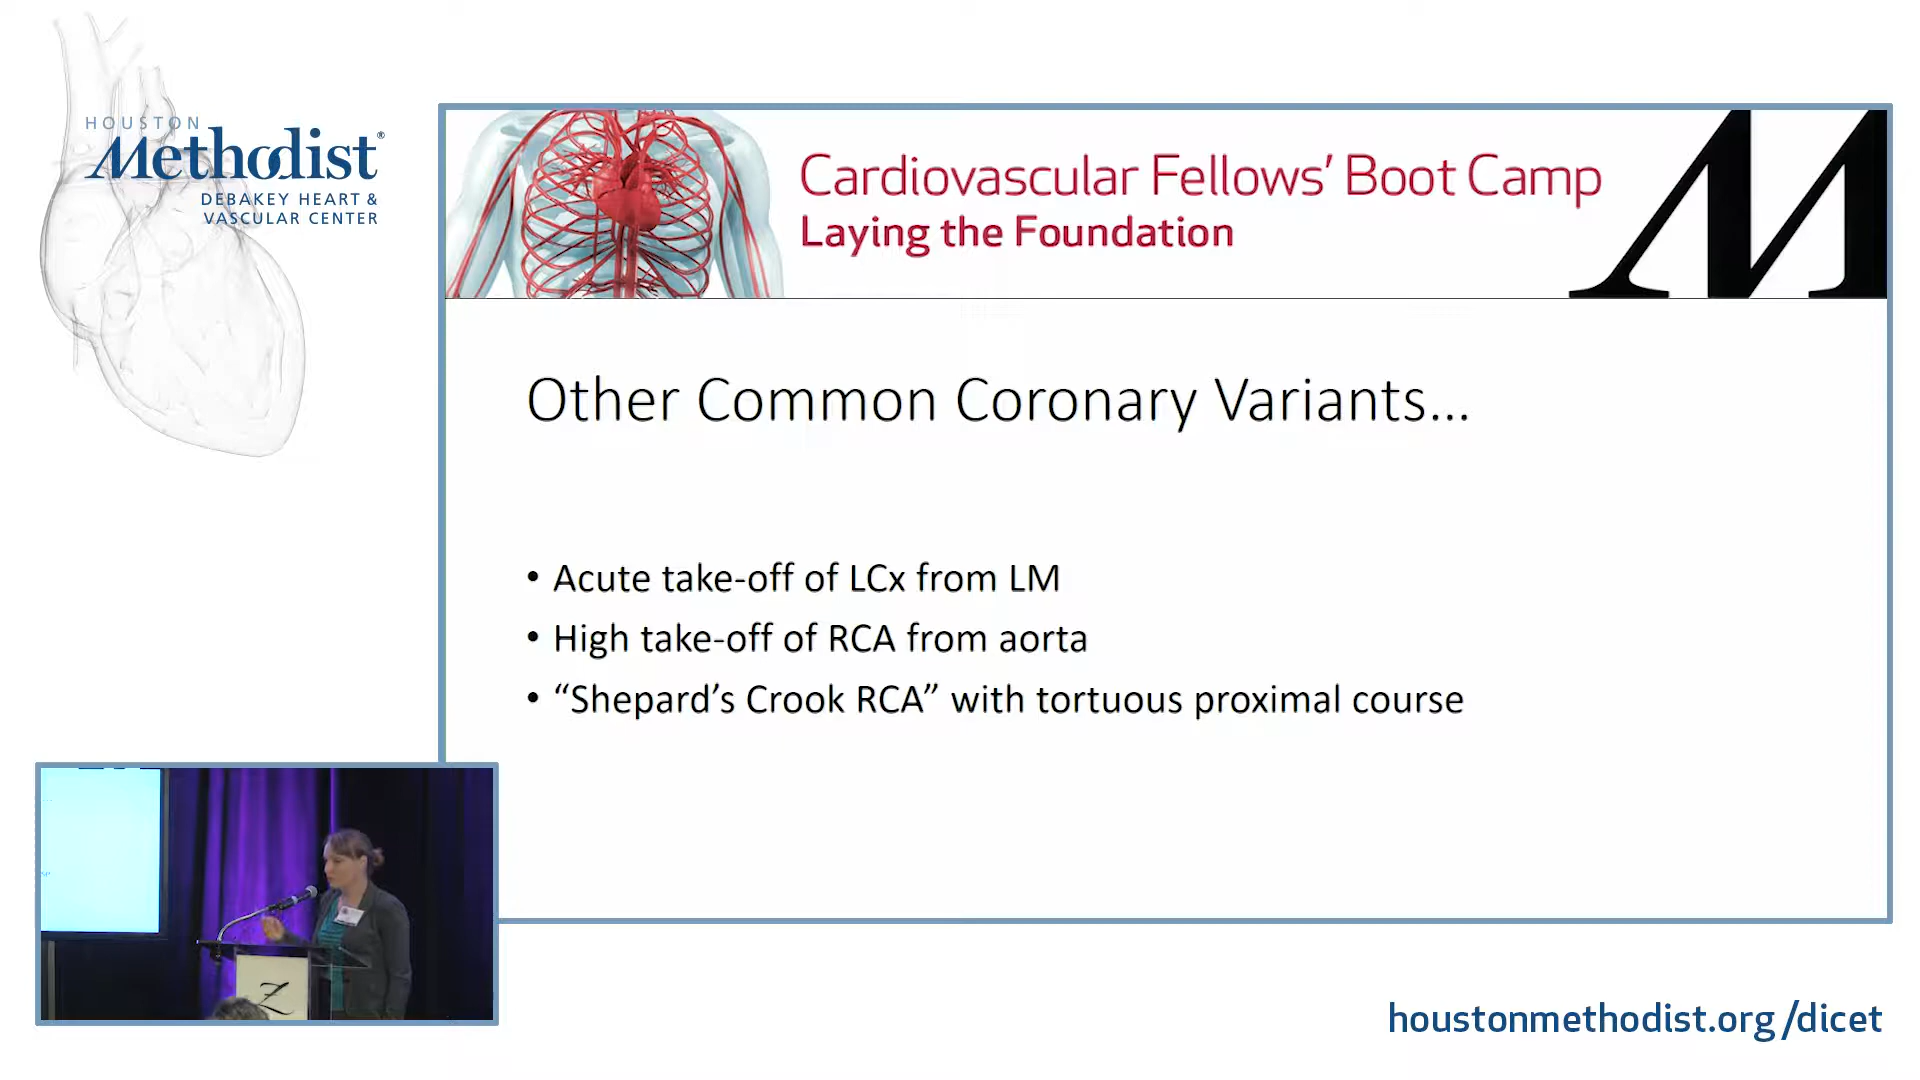 HOUSTON
Methodist®
DEBAKEY HEART &
VASCULAR CENTER
Cardiovascular Fellows’ Boot Camp
Laying the Foundation
M
Other Common Coronary Variants...
• Acute take-off of LCx from LM
• High take-off of RCA from aorta
• “Shepard’s Crook RCA” with tortuous proximal course
Z
houstonmethodist.org/dicet